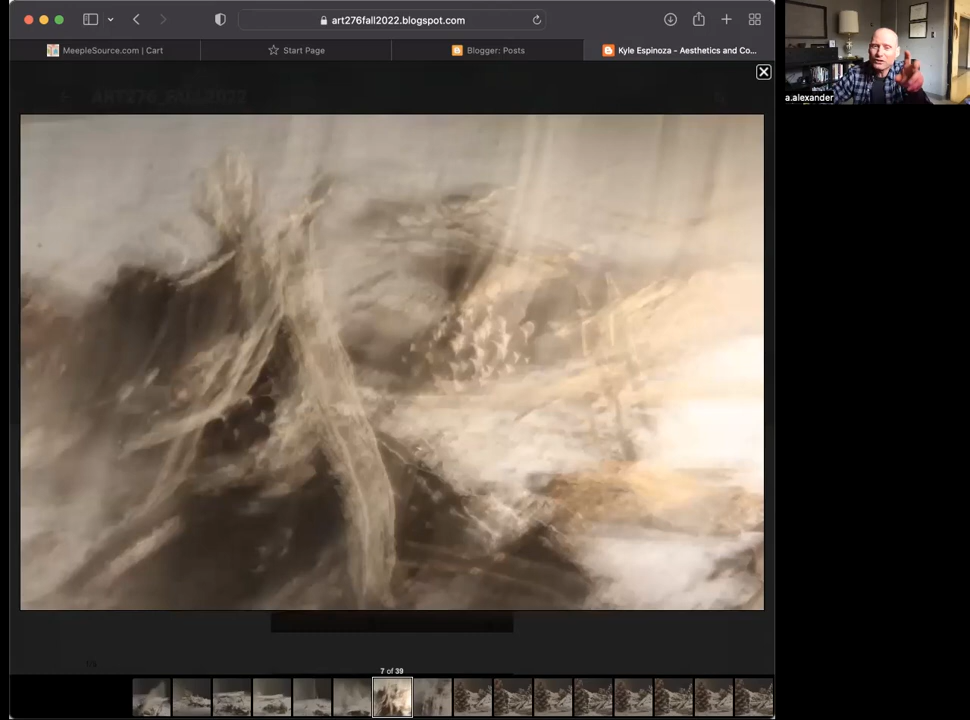 art276fall2022.blogspot.com
MeepleSource.com | Cart
Start Page
Blogger: Posts
Kyle Espinoza - Aesthetics and Co...
ART276_FALL2022
a.alexander
7 of 39